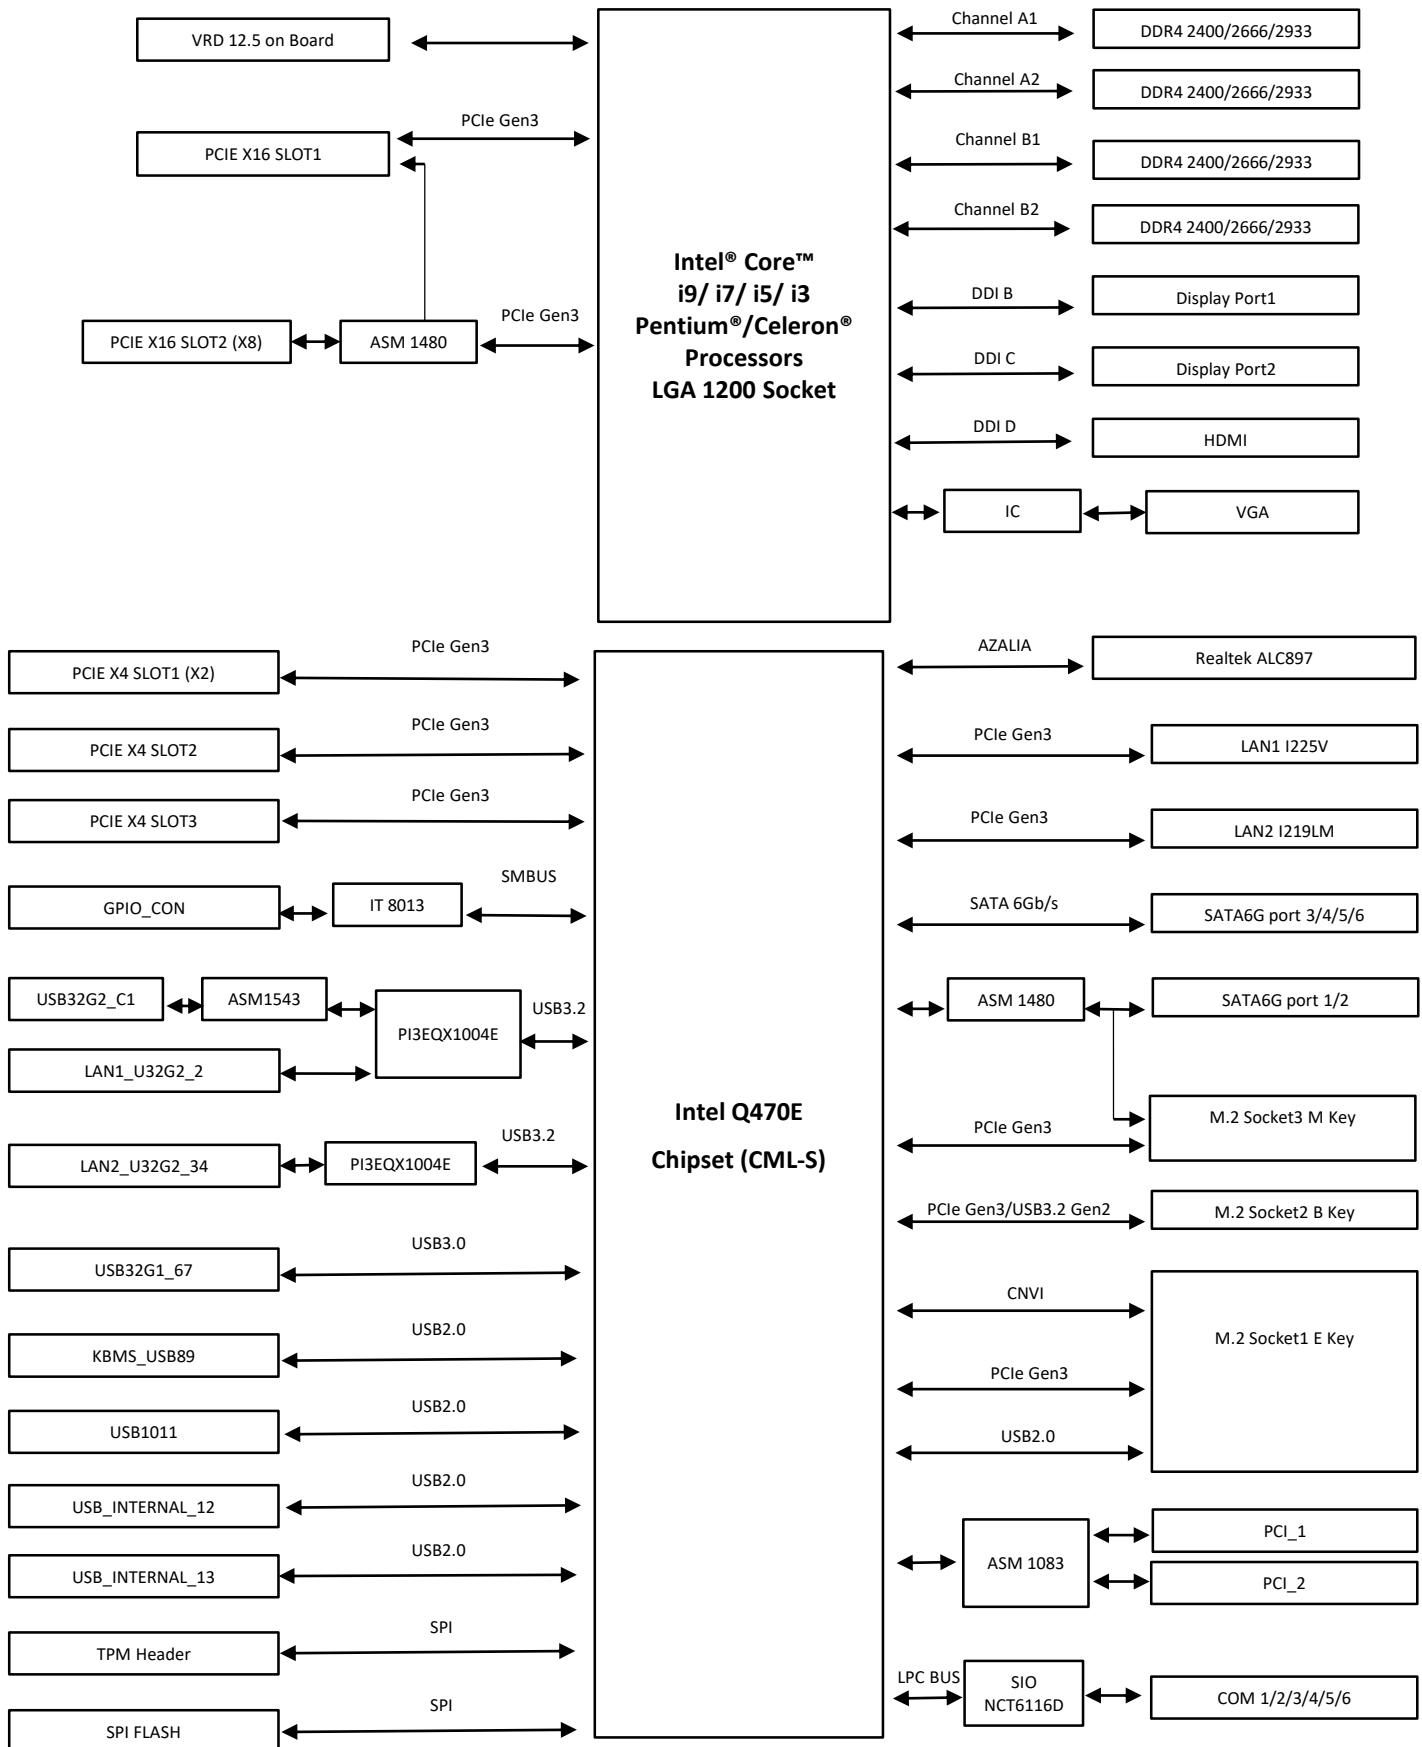 VRD 12.5 on Board
PCIe Gen3
PCIE X16 SLOT1
PCIe Gen3
PCIE X16 SLOT2 (X8)
ASM 1480
Intel® Core™
i9/ i7/ i5/ i3
Pentium®/Celeron®
Processors
LGA 1200 Socket
Channel A1
DDR4 2400/2666/2933
Channel A2
DDR4 2400/2666/2933
Channel B1
DDR4 2400/2666/2933
Channel B2
DDR4 2400/2666/2933
DDI B
Display Port1
DDI C
Display Port2
DDI D
HDMI
IC
VGA
PCIe Gen3
PCIE X4 SLOT1 (X2)
PCIe Gen3
PCIE X4 SLOT2
PCIe Gen3
PCIE X4 SLOT3
SMBUS
GPIO_CON
IT 8013
USB32G2_C1
ASM1543
PI3EQX1004E
USB3.2
LAN1_U32G2_2
USB3.2
LAN2_U32G2_34
PI3EQX1004E
USB3.0
USB32G1_67
USB2.0
KBMS_USB89
USB2.0
USB1011
USB2.0
USB_INTERNAL_12
USB2.0
USB_INTERNAL_13
SPI
TPM Header
SPI
SPI FLASH
Intel Q470E
Chipset (CML-S)
AZALIA
Realtek ALC897
PCIe Gen3
LAN1 I225V
PCIe Gen3
LAN2 I219LM
SATA 6Gb/s
SATA6G port 3/4/5/6
ASM 1480
SATA6G port 1/2
PCIe Gen3
M.2 Socket3 M Key
PCIe Gen3/USB3.2 Gen2
M.2 Socket2 B Key
CNVI
M.2 Socket1 E Key
PCIe Gen3
USB2.0
ASM 1083
PCI_1
PCI_2
LPC BUS
SIO
NCT6116D
COM 1/2/3/4/5/6